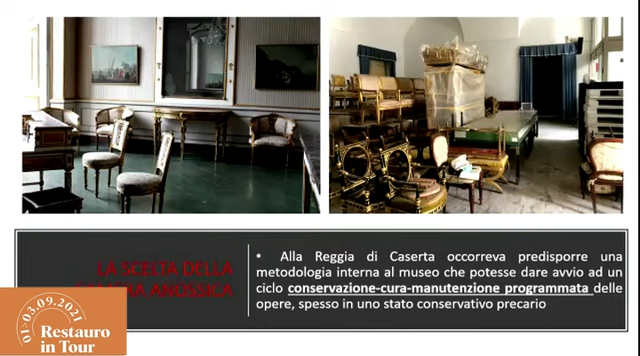 LA SCELTA DELLA
CAMERA ANOSSICA
• Alla Reggia di Caserta occorreva predisporre una
metodologia interna al museo che potesse dare avvio ad un
ciclo conservazione-cura-manutenzione programmata delle
opere, spesso in uno stato conservativo precario
01>03.09.2021
Restauro
in Tour